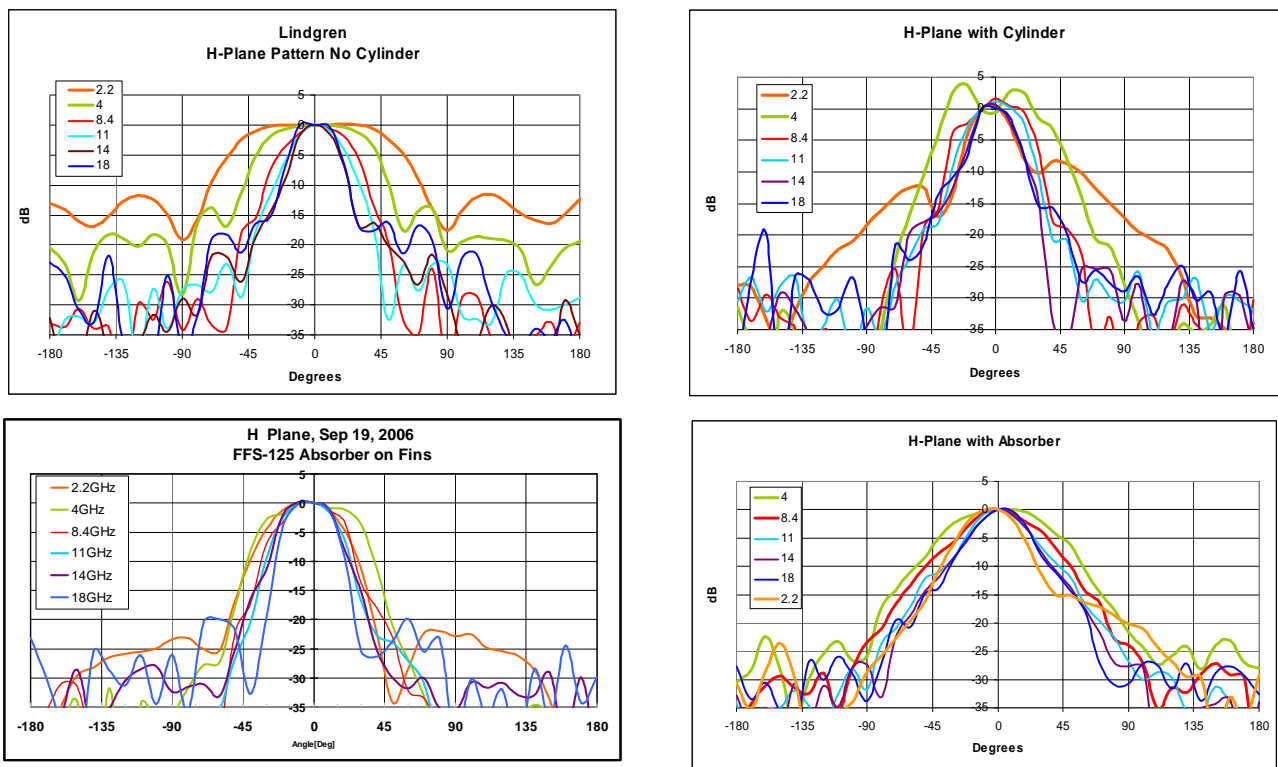 Lindgren
H-Plane Pattern No Cylinder
2.2
4
8.4
11
14
18
5
0
-5
-10
-15
-20
-25
-30
-35
dB
-180 -135 -90 -45 0 45 90 135 180
Degrees
H-Plane with Cylinder
2.2
4
8.4
11
14
18
5
0
-5
-10
-15
-20
-25
30
35
dB
-180 -135 -90 -45 0 45 90 135 180
Degrees
H Plane, Sep 19, 2006
FFS-125 Absorber on Fins
2.2GHz
4GHz
8.4GHz
11GHz
14GHz
18GHz
5
-0
-5
-10
-15
-20
-25
-30
-35
-180 -135 -90 -45 0 45 90 135 180
Angle[Deg]
H-Plane with Absorber
4
8.4
11
14
18
2.2
5
0
-5
-10
-15
-20
-25
-30
-35
dB
-180 -135 -90 -45 0 45 90 135 180
Degrees